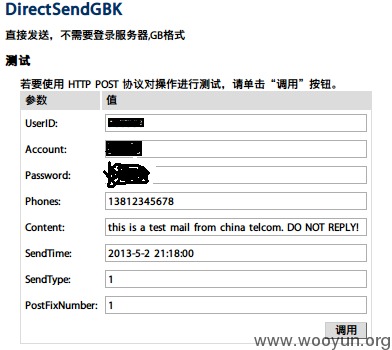 DirectSendGBK
直接发送，不需要登录服务器,GB格式
测试
若要使用 HTTP POST 协议对操作进行测试，请单击“调用”按钮。
参数 值
UserID:
Account:
Password:
Phones: 13812345678
Content: this is a test mail from china telcom. DO NOT REPLY!
SendTime: 2013-5-2 21:18:00
SendType: 1
PostFixNumber: 1
调用
www.wooyun.org